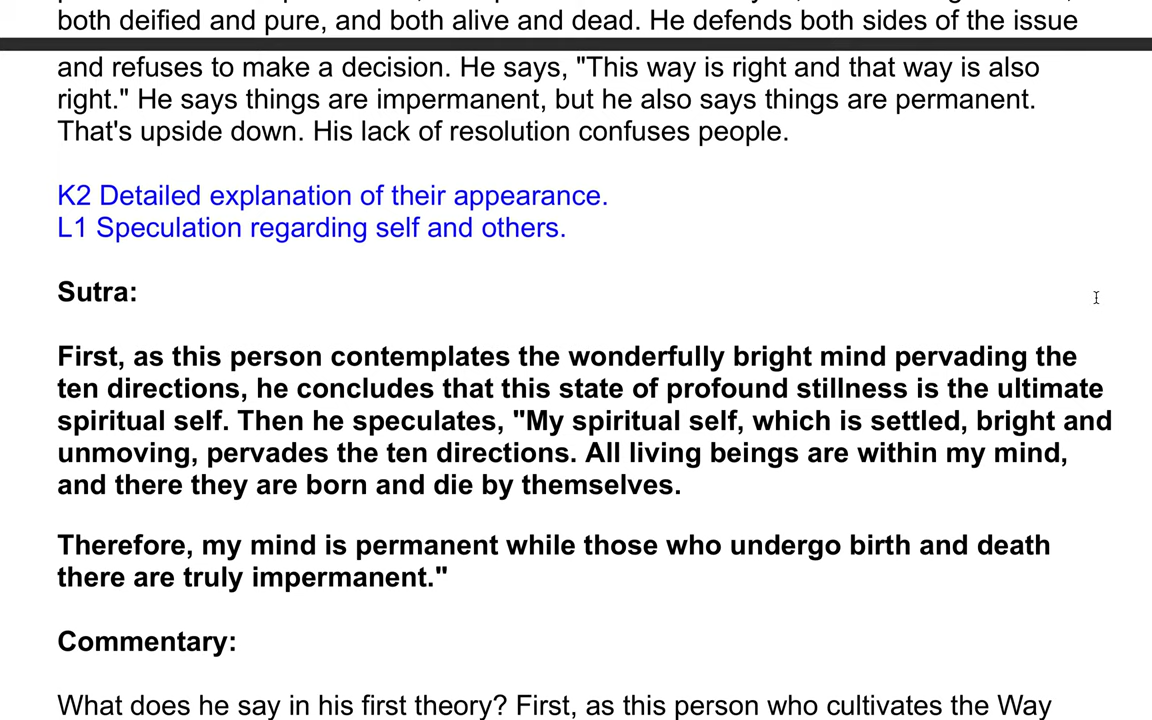 both deified and pure, and both alive and dead. He defends both sides of the issue
and refuses to make a decision. He says, "This way is right and that way is also
right." He says things are impermanent, but he also says things are permanent.
That's upside down. His lack of resolution confuses people.
K2 Detailed explanation of their appearance.
L1 Speculation regarding self and others.
Sutra:
First, as this person contemplates the wonderfully bright mind pervading the
ten directions, he concludes that this state of profound stillness is the ultimate
spiritual self. Then he speculates, "My spiritual self, which is settled, bright and
unmoving, pervades the ten directions. All living beings are within my mind,
and there they are born and die by themselves.
Therefore, my mind is permanent while those who undergo birth and death
there are truly impermanent."
Commentary:
What does he say in his first theory? First, as this person who cultivates the Way